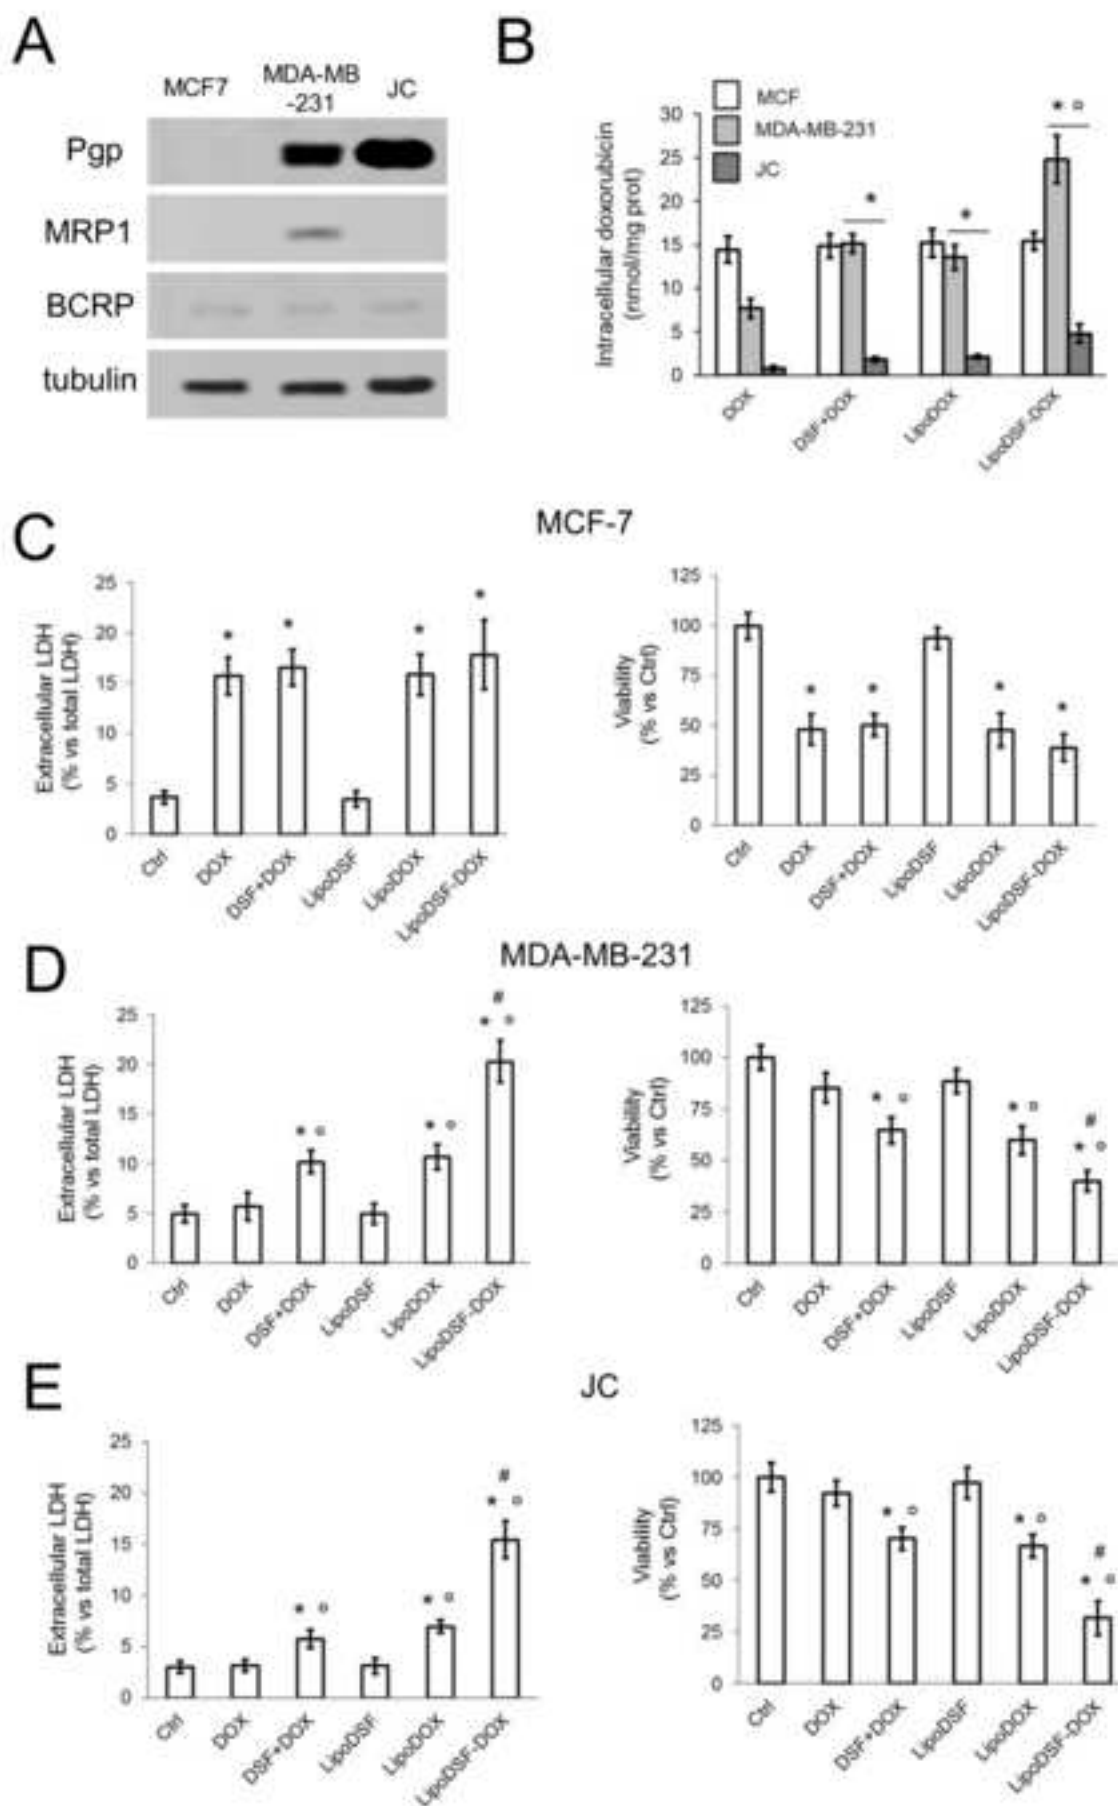 A
MCF7
MDA-MB
-231
JC
Pgp
MRP1
BCRP
tubulin
B
MCF
MDA-MB-231
JC
Intracellular doxorubicin
(nmol/mg prot)
30
25
20
15
10
5
0
*
*
* ¤
DOX
DSF+DOX
LipoDOX
LipoDSF-DOX
C
MCF-7
Extracellular LDH
(% vs total LDH)
25
20
15
10
5
0
*
*
*
*
Ctrl
DOX
DSF+DOX
LipoDSF
LipoDOX
LipoDSF-DOX
Viability
(% vs Ctrl)
125
100
75
50
25
0
*
*
*
*
Ctrl
DOX
DSF+DOX
LipoDSF
LipoDOX
LipoDSF-DOX
D
MDA-MB-231
Extracellular LDH
(% vs total LDH)
25
20
15
10
5
0
* ¤
* ¤
#
* ¤
Ctrl
DOX
DSF+DOX
LipoDSF
LipoDOX
LipoDSF-DOX
Viability
(% vs Ctrl)
125
100
75
50
25
0
* ¤
* ¤
#
* ¤
Ctrl
DOX
DSF+DOX
LipoDSF
LipoDOX
LipoDSF-DOX
E
JC
Extracellular LDH
(% vs total LDH)
25
20
15
10
5
0
* ¤
* ¤
#
* ¤
Ctrl
DOX
DSF+DOX
LipoDSF
LipoDOX
LipoDSF-DOX
Viability
(% vs Ctrl)
125
100
75
50
25
0
* ¤
* ¤
#
* ¤
Ctrl
DOX
DSF+DOX
LipoDSF
LipoDOX
LipoDSF-DOX